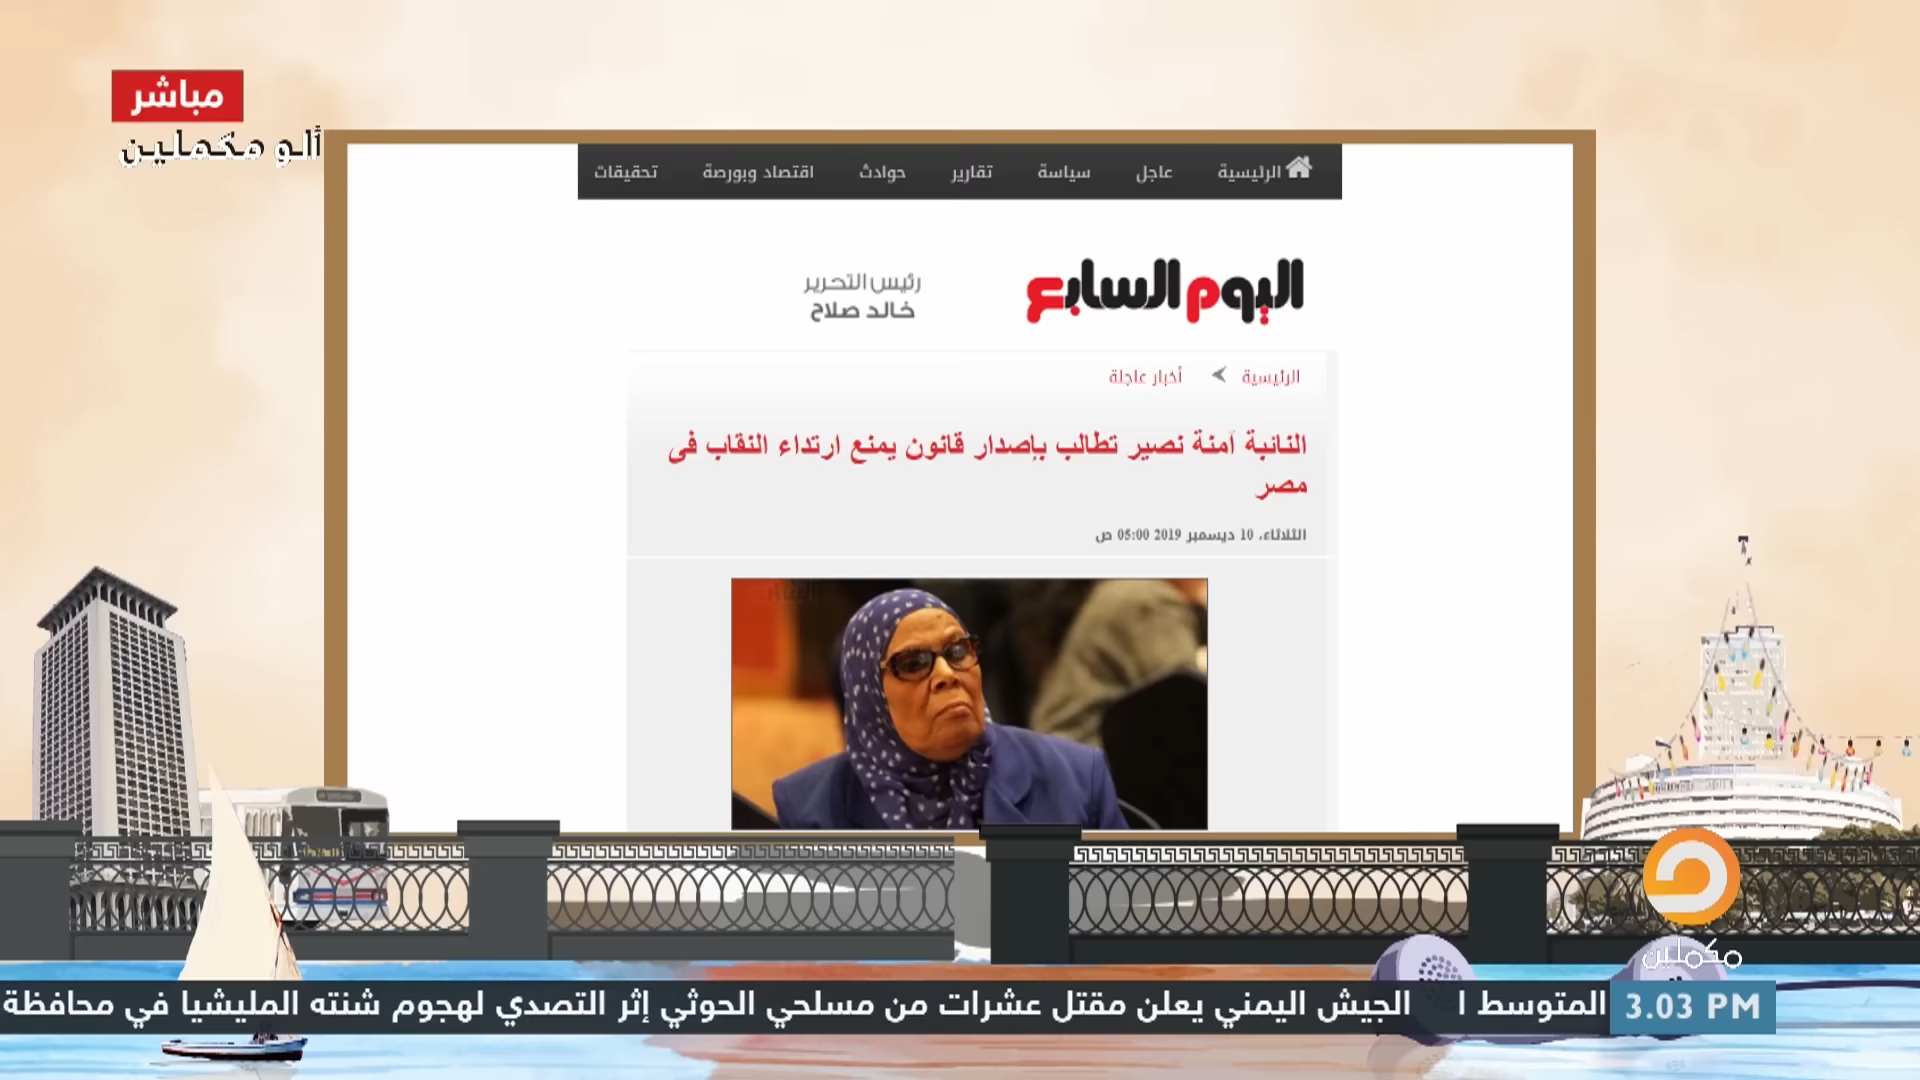 مباشر
ألو مكملين
الرئيسية عاجل سياسة تقارير حوادث اقتصاد وبورصة تحقيقات
اليوم السابع
رئيس التحرير
خالد صلاح
الرئيسية أخبار عاجلة
النائبة آمنة نصير تطالب بإصدار قانون يمنع ارتداء النقاب فى
مصر
الثلاثاء، 10 ديسمبر 2019 05:00 ص
مكملين
3.03 PM
المتوسط ا الجيش اليمني يعلن مقتل عشرات من مسلحي الحوثي إثر التصدي لهجوم شنته المليشيا في محافظة